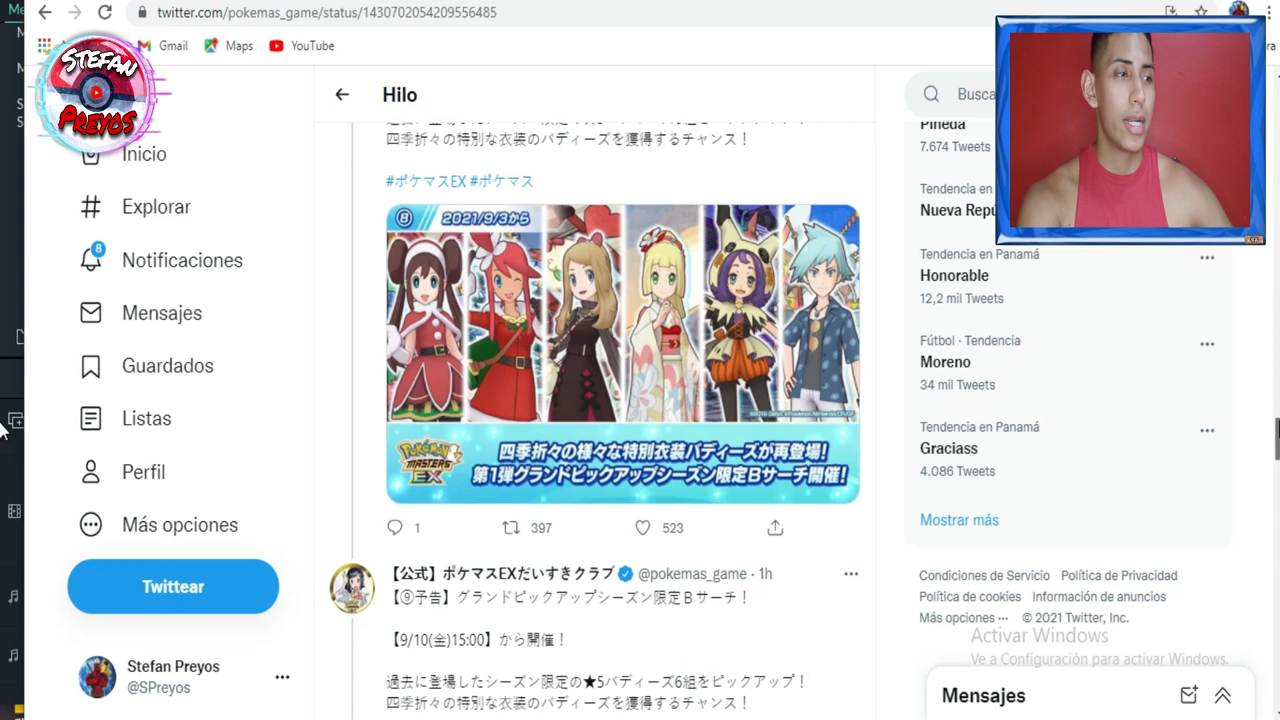 twitter.com/pokemas_game/status/1430702054209556485
Gmail
Maps
YouTube
STEFAN
PREYOS
Inicio
Explorar
8
Notificaciones
Mensajes
Guardados
Listas
Perfil
Más opciones
Twittear
Stefan Preyos
@SPreyos
Hilo
四季折々の特別な衣装のバディーズを獲得するチャンス！
#ポケマスEX #ポケマス
⑧ 2021/9/3から
POKÉMON
MASTERS
EX
四季折々の様々な特別衣装バディーズが再登場!
第1弾グランドピックアップシーズン限定Bサーチ開催!
1
397
523
【公式】ポケマスEXだいすきクラブ @pokemas_game · 1h
【⑨予告】グランドピックアップシーズン限定Ｂサーチ！
【9/10(金)15:00】から開催！
過去に登場したシーズン限定の★5バディーズ6組をピックアップ！
四季折々の特別な衣装のバディーズを獲得するチャンス！
Busca
Pineda
7.674 Tweets
Tendencia en
Nueva Repú
Tendencia en Panamá
Honorable
12,2 mil Tweets
Fútbol · Tendencia
Moreno
34 mil Tweets
Tendencia en Panamá
Graciass
4.086 Tweets
Mostrar más
Condiciones de Servicio Política de Privacidad
Política de cookies Información de anuncios
Más opciones ··· © 2021 Twitter, Inc.
Activar Windows
Ve a Configuración para activar Windows.
Mensajes